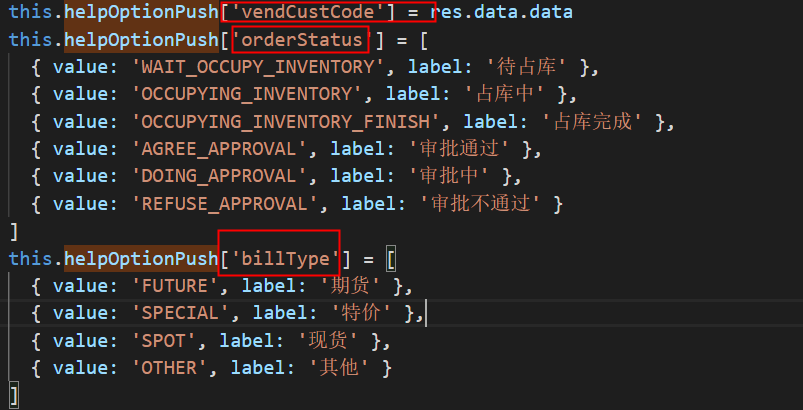 this.helpOptionPush['vendCustCode'] = res.data.data
this.helpOptionPush['orderStatus'] = [
{ value: 'WAIT_OCCUPY_INVENTORY', label: '待占库' },
{ value: 'OCCUPYING_INVENTORY', label: '占库中' },
{ value: 'OCCUPYING_INVENTORY_FINISH', label: '占库完成' },
{ value: 'AGREE_APPROVAL', label: '审批通过' },
{ value: 'DOING_APPROVAL', label: '审批中' },
{ value: 'REFUSE_APPROVAL', label: '审批不通过' }
]
this.helpOptionPush['billType'] = [
{ value: 'FUTURE', label: '期货' },
{ value: 'SPECIAL', label: '特价' },
{ value: 'SPOT', label: '现货' },
{ value: 'OTHER', label: '其他' }
]